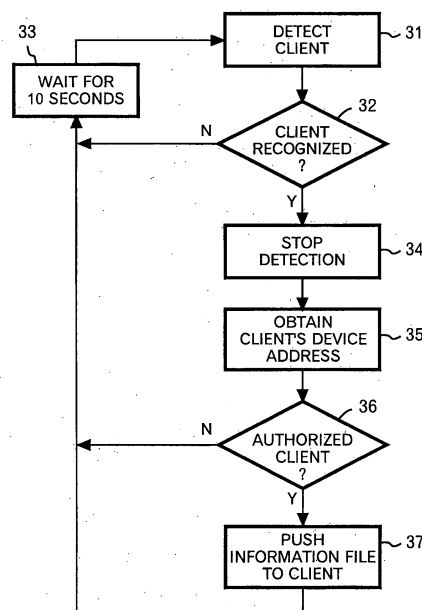 33
WAIT FOR
10 SECONDS
DETECT
CLIENT
31
32
CLIENT
RECOGNIZED
?
N
Y
STOP
DETECTION
34
OBTAIN
CLIENT'S DEVICE
ADDRESS
35
36
AUTHORIZED
CLIENT
?
N
Y
PUSH
INFORMATION FILE
TO CLIENT
37